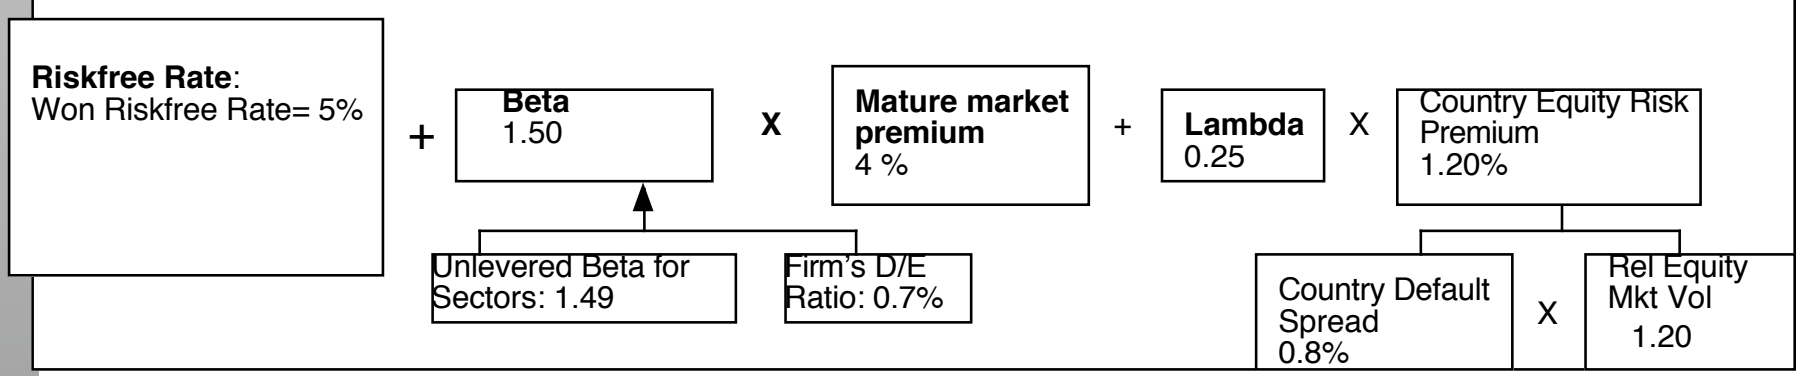 Riskfree Rate:
Won Riskfree Rate= 5%
+
Beta
1.50
X
Mature market
premium
4 %
+
Lambda
0.25
X
Country Equity Risk
Premium
1.20%
Unlevered Beta for
Sectors: 1.49
Firm’s D/E
Ratio: 0.7%
Country Default
Spread
0.8%
X
Rel Equity
Mkt Vol
1.20